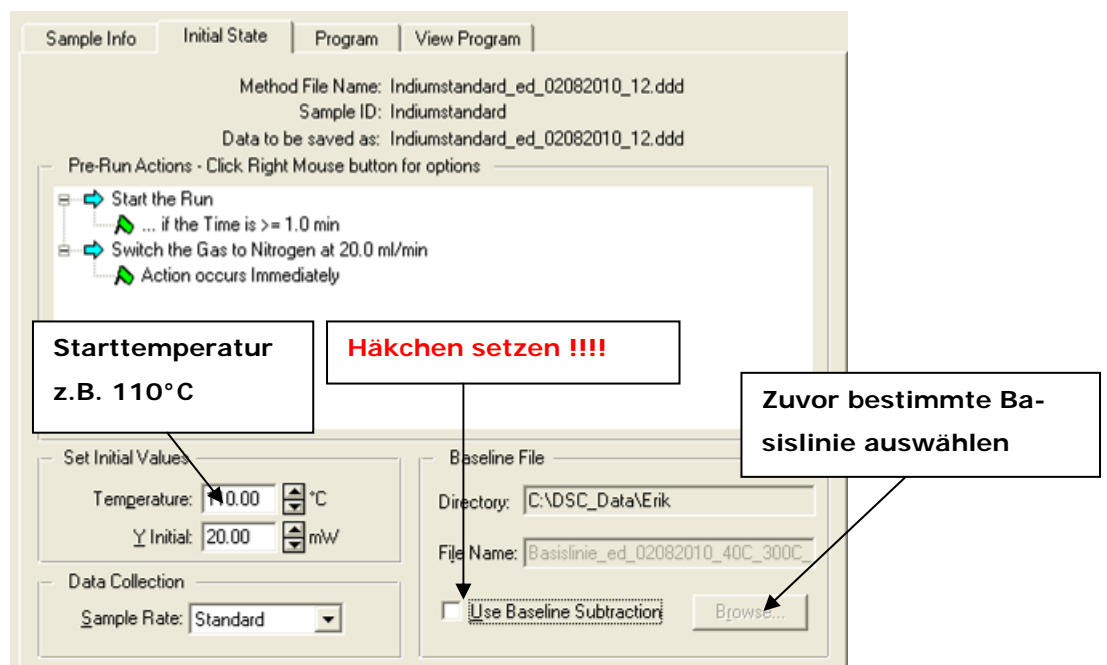 Sample Info Initial State Program View Program
Method File Name: Indiumstandard_ed_02082010_12.ddd
Sample ID: Indiumstandard
Data to be saved as: Indiumstandard_ed_02082010_12.ddd
Pre-Run Actions - Click Right Mouse button for options
Start the Run
... if the Time is >= 1.0 min
Switch the Gas to Nitrogen at 20.0 ml/min
Action occurs Immediately
Starttemperatur
z.B. 110°C
Häkchen setzen !!!!
Zuvor bestimmte Ba-
sislinie auswählen
Set Initial Values
Temperature: 110.00 °C
Y Initial: 20.00 mW
Data Collection
Sample Rate: Standard
Baseline File
Directory: C:\DSC_Data\Erik
File Name: Basislinie_ed_02082010_40C_300C_
Use Baseline Subtraction Browse...